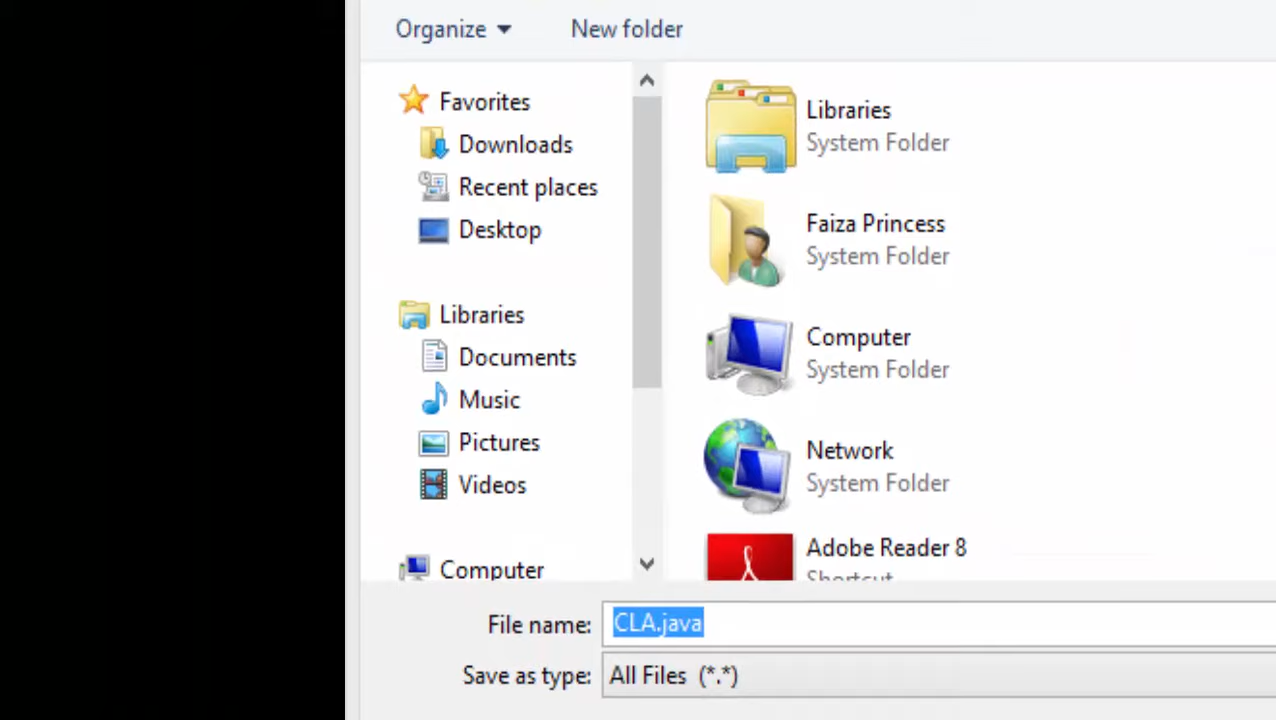 Organize
New folder
Favorites
Downloads
Recent places
Desktop
Libraries
Documents
Music
Pictures
Videos
Computer
Libraries
System Folder
Faiza Princess
System Folder
Computer
System Folder
Network
System Folder
Adobe Reader 8
Shortcut
File name: CLA.java
Save as type: All Files (*.*)